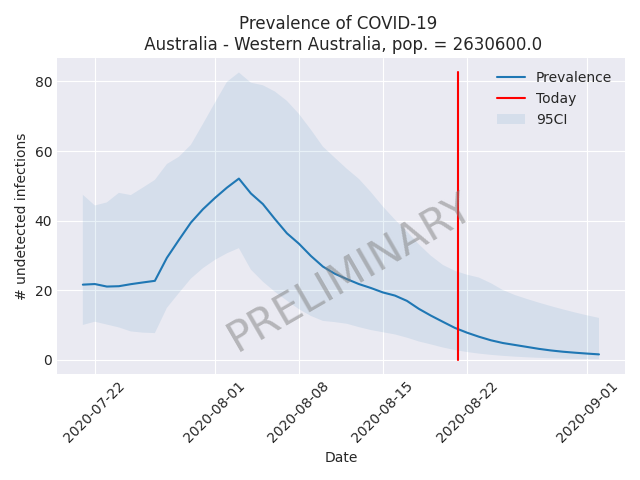 Prevalence of COVID-19
Australia - Western Australia, pop. = 2630600.0
Prevalence
Today
95CI
80
60
40
20
0
# undetected infections
PRELIMINARY
2020-07-22
2020-08-01
2020-08-08
2020-08-15
2020-08-22
2020-09-01
Date